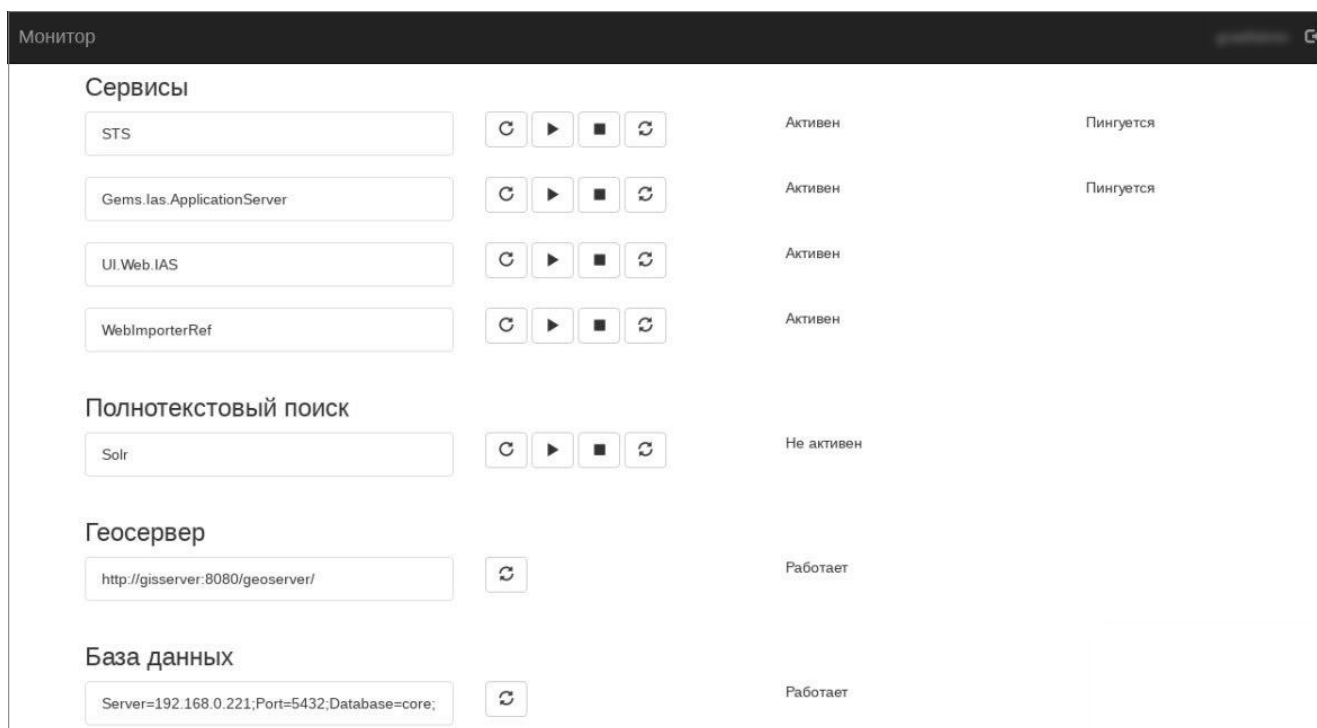 Монитор
Сервисы
STS Активен Пингуется
Gems.Ias.ApplicationServer Активен Пингуется
UI.Web.IAS Активен
WebImporterRef Активен
Полнотекстовый поиск
Solr Не активен
Геосервер
http://gisserver:8080/geoserver/ Работает
База данных
Server=192.168.0.221;Port=5432;Database=core; Работает